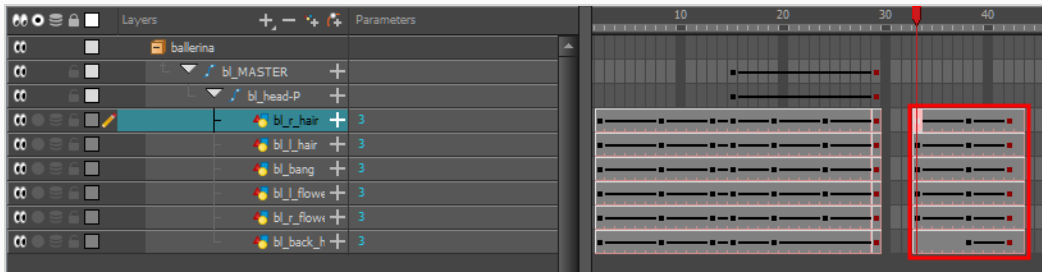 Layers Parameters 10 20 30 40
ballerina
bl_MASTER
bl_head-P
bl_r_hair 3
bl_l_hair 3
bl_bang 3
bl_l_flowe 3
bl_r_flowe 3
bl_back_h 3